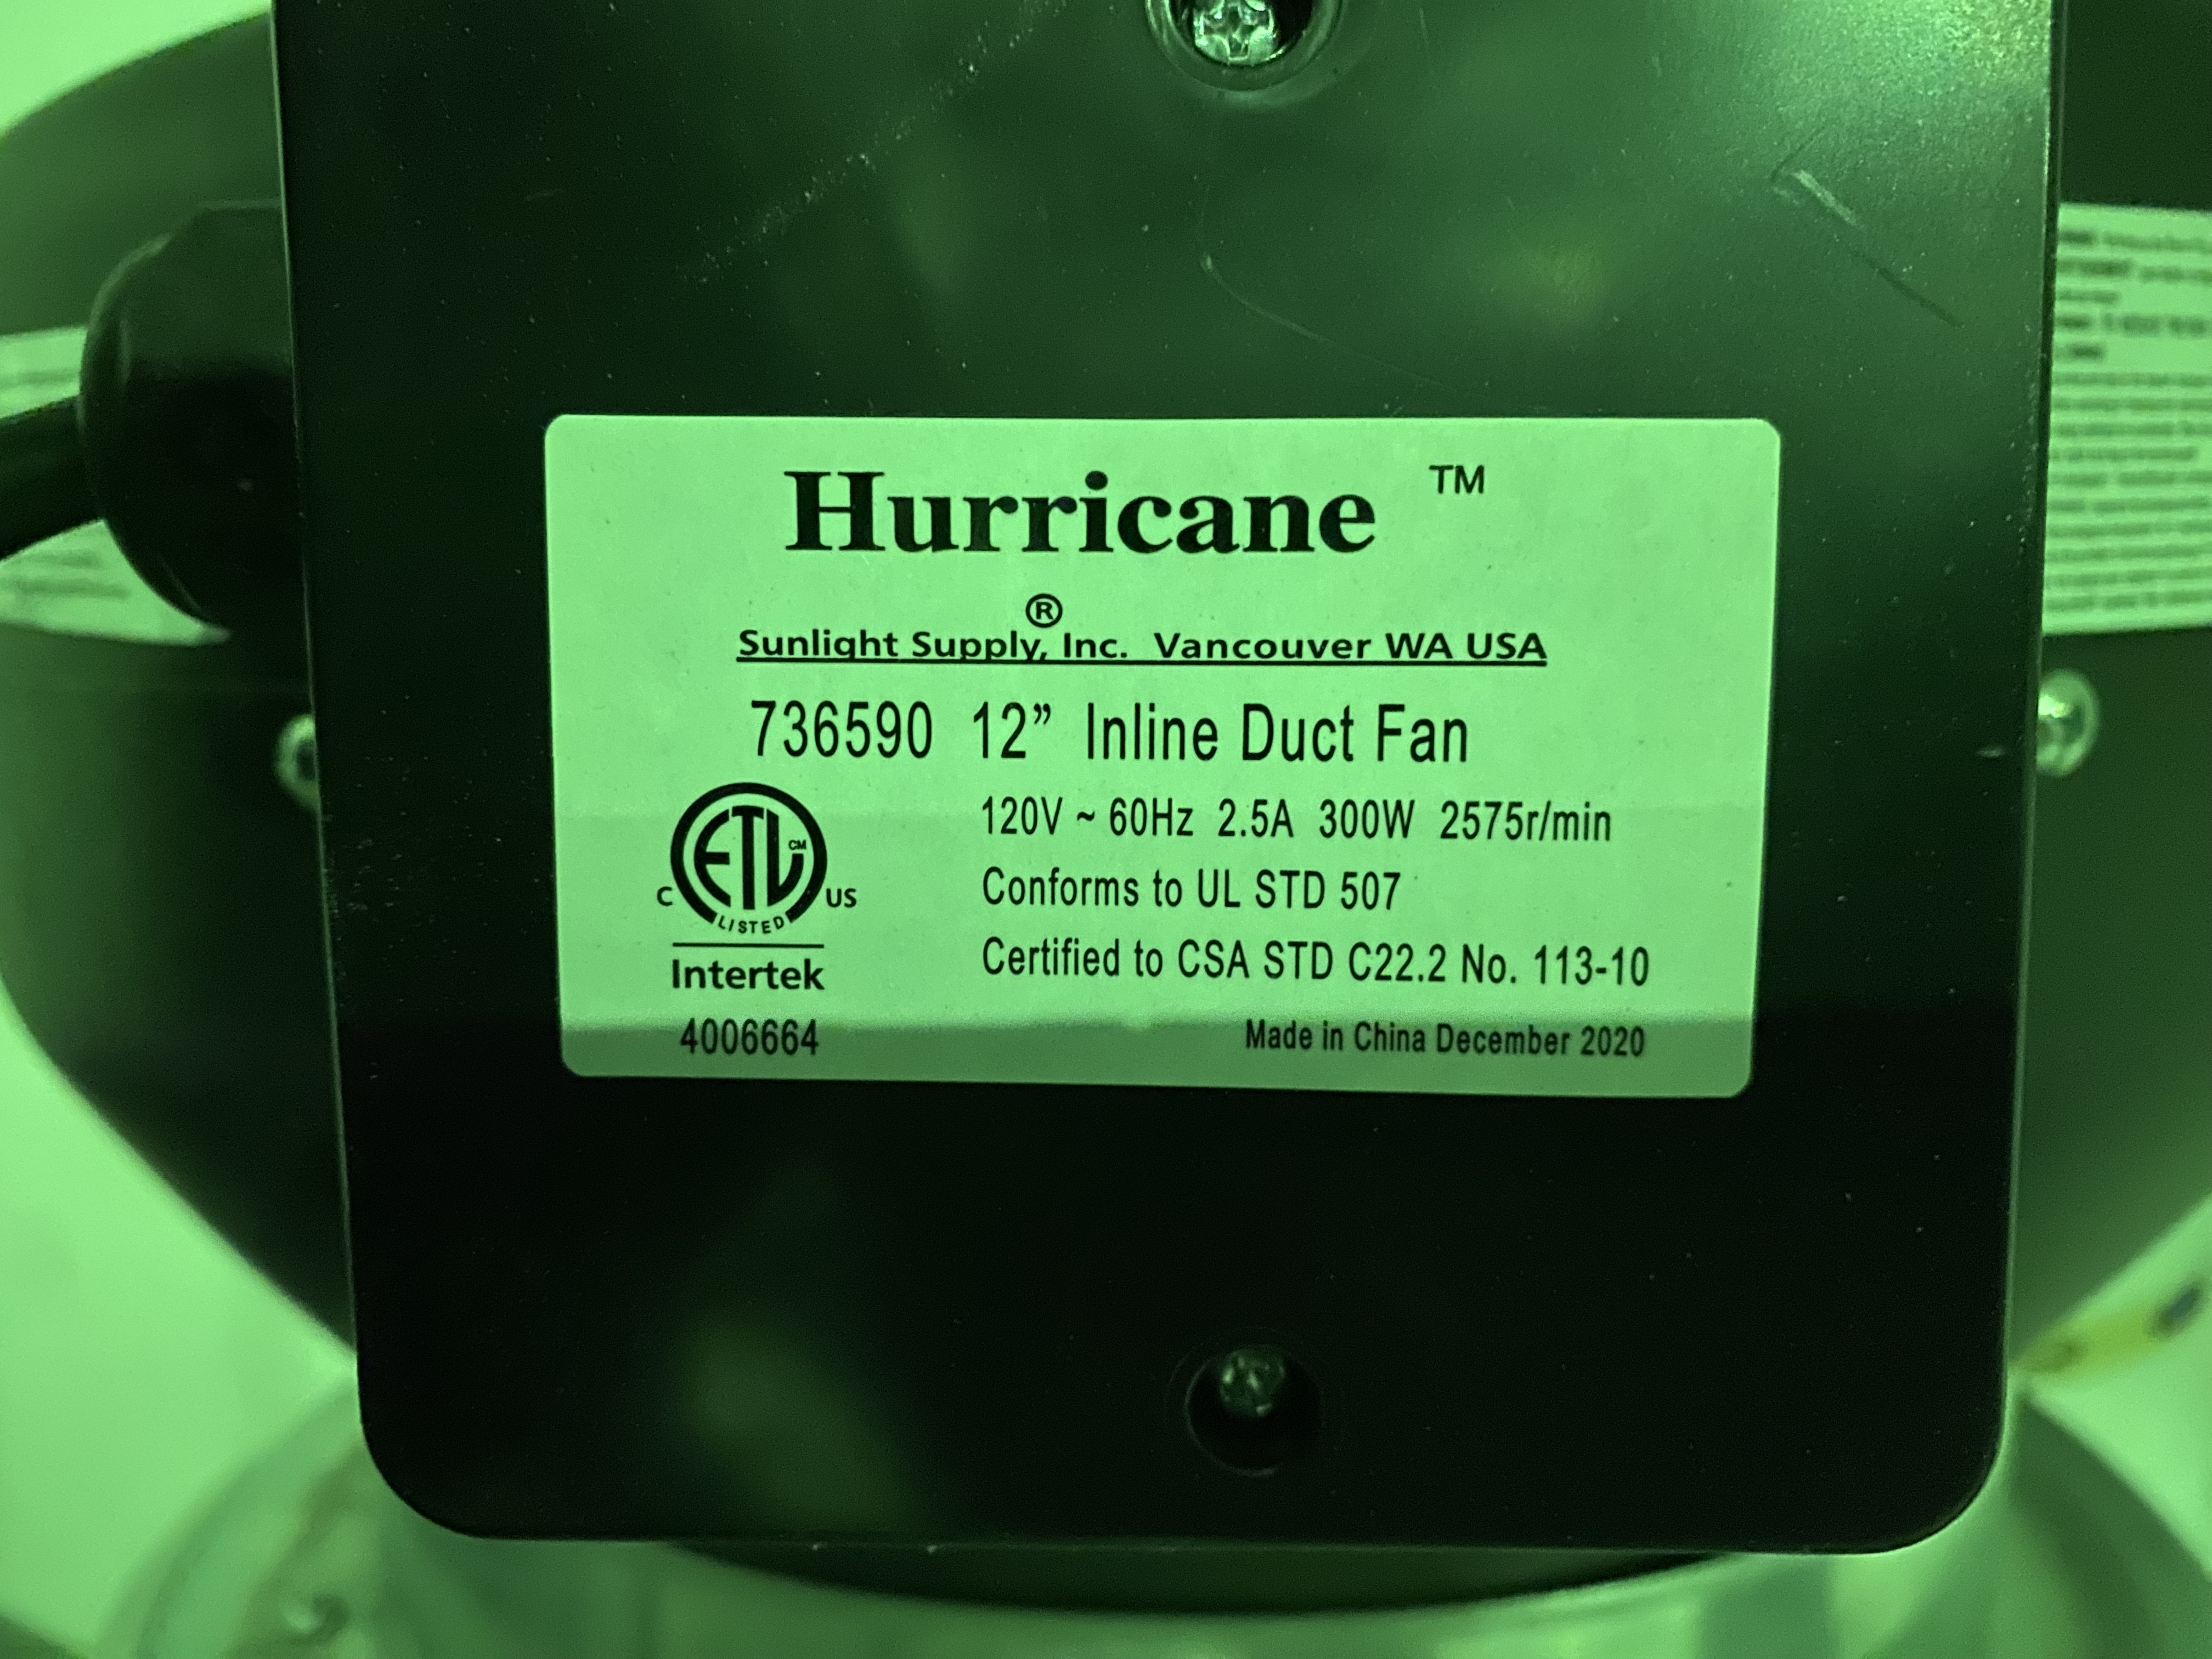 Hurricane ™
®
Sunlight Supply, Inc. Vancouver WA USA
736590 12” Inline Duct Fan
120V ~ 60Hz 2.5A 300W 2575r/min
Conforms to UL STD 507
Certified to CSA STD C22.2 No. 113-10
ETL CM
C US
LISTED
Intertek
4006664
Made in China December 2020